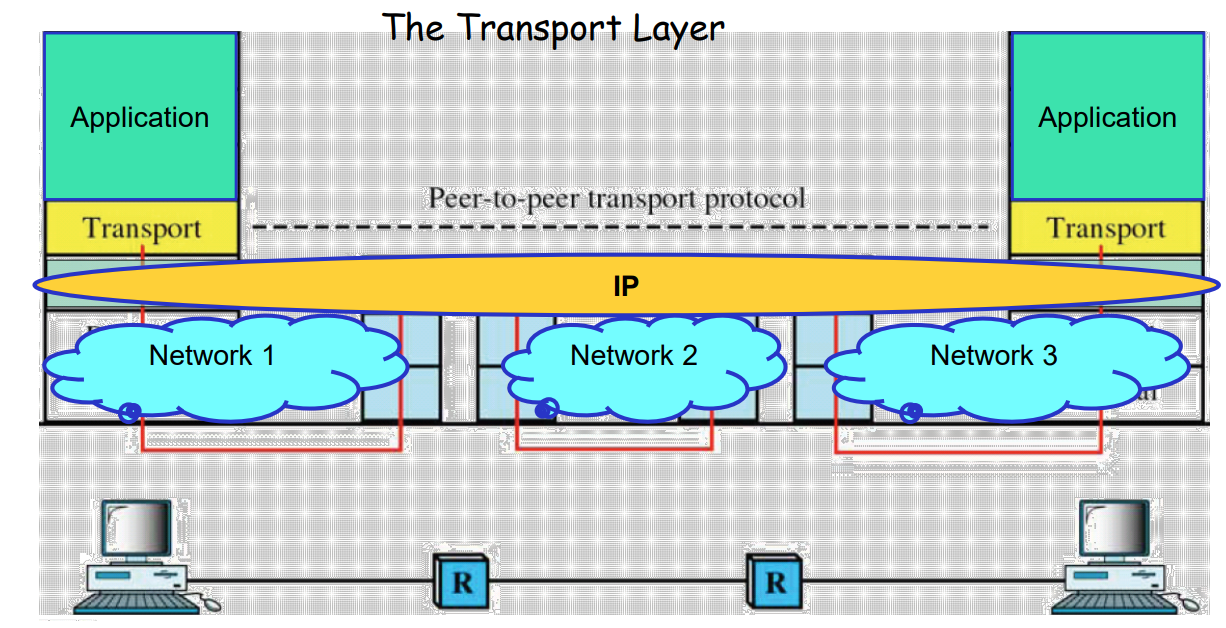 The Transport Layer
Application
Application
Peer-to-peer transport protocol
Transport
Transport
IP
Network 1
Network 2
Network 3
R
R